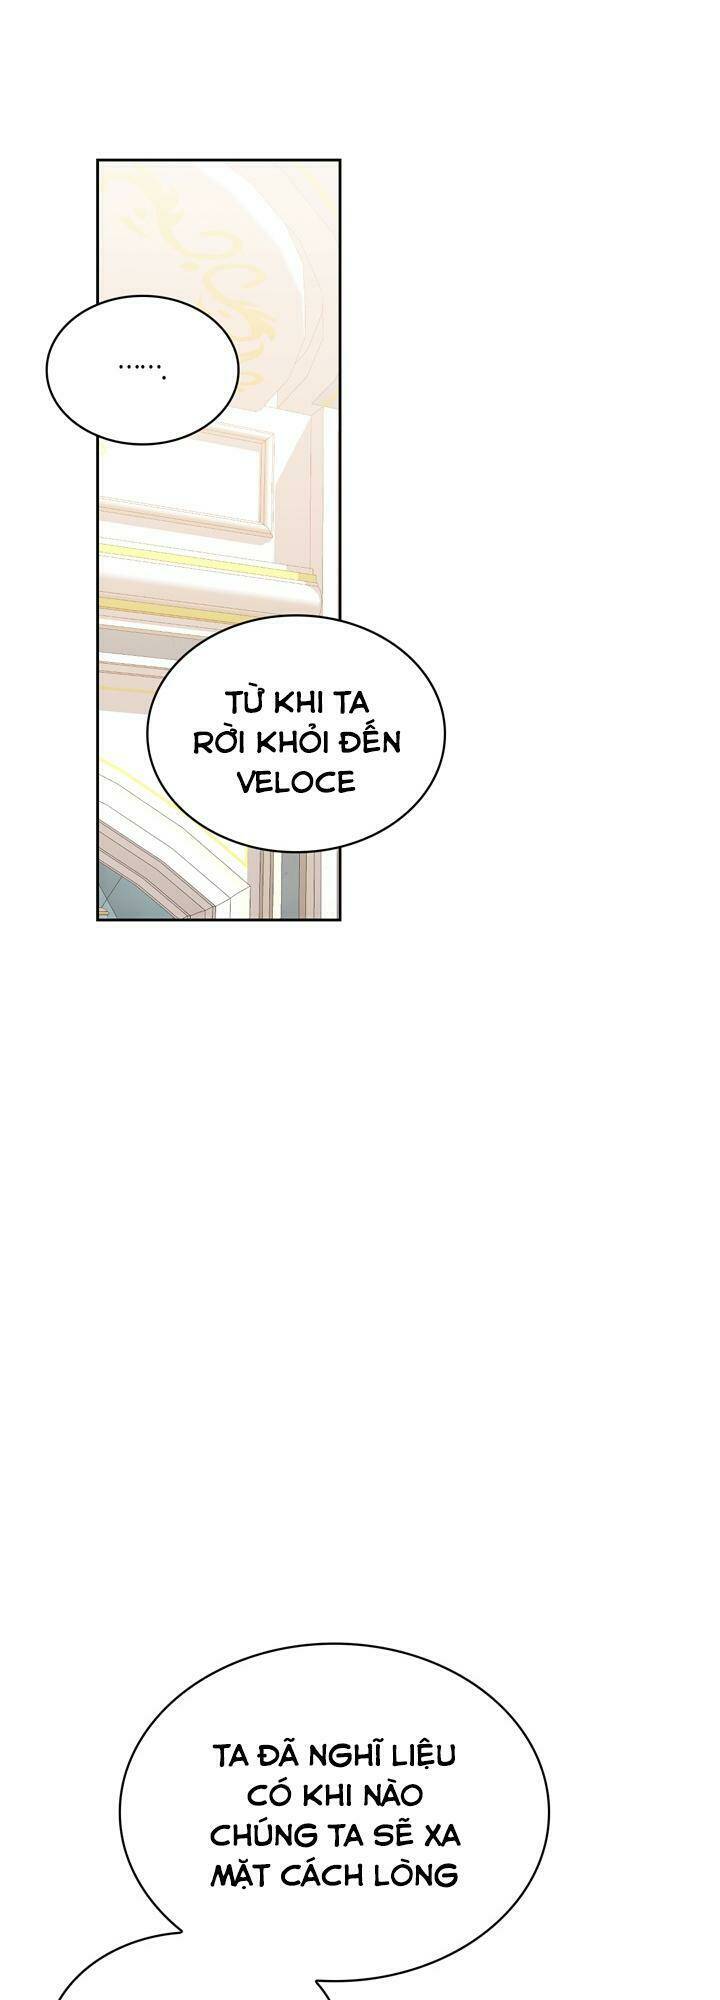 …….
TỪ KHI TA
RỜI KHỎI ĐẾN
VELOCE
TA ĐÃ NGHĨ LIỆU
CÓ KHI NÀO
CHÚNG TA SẼ XA
MẶT CÁCH LÒNG